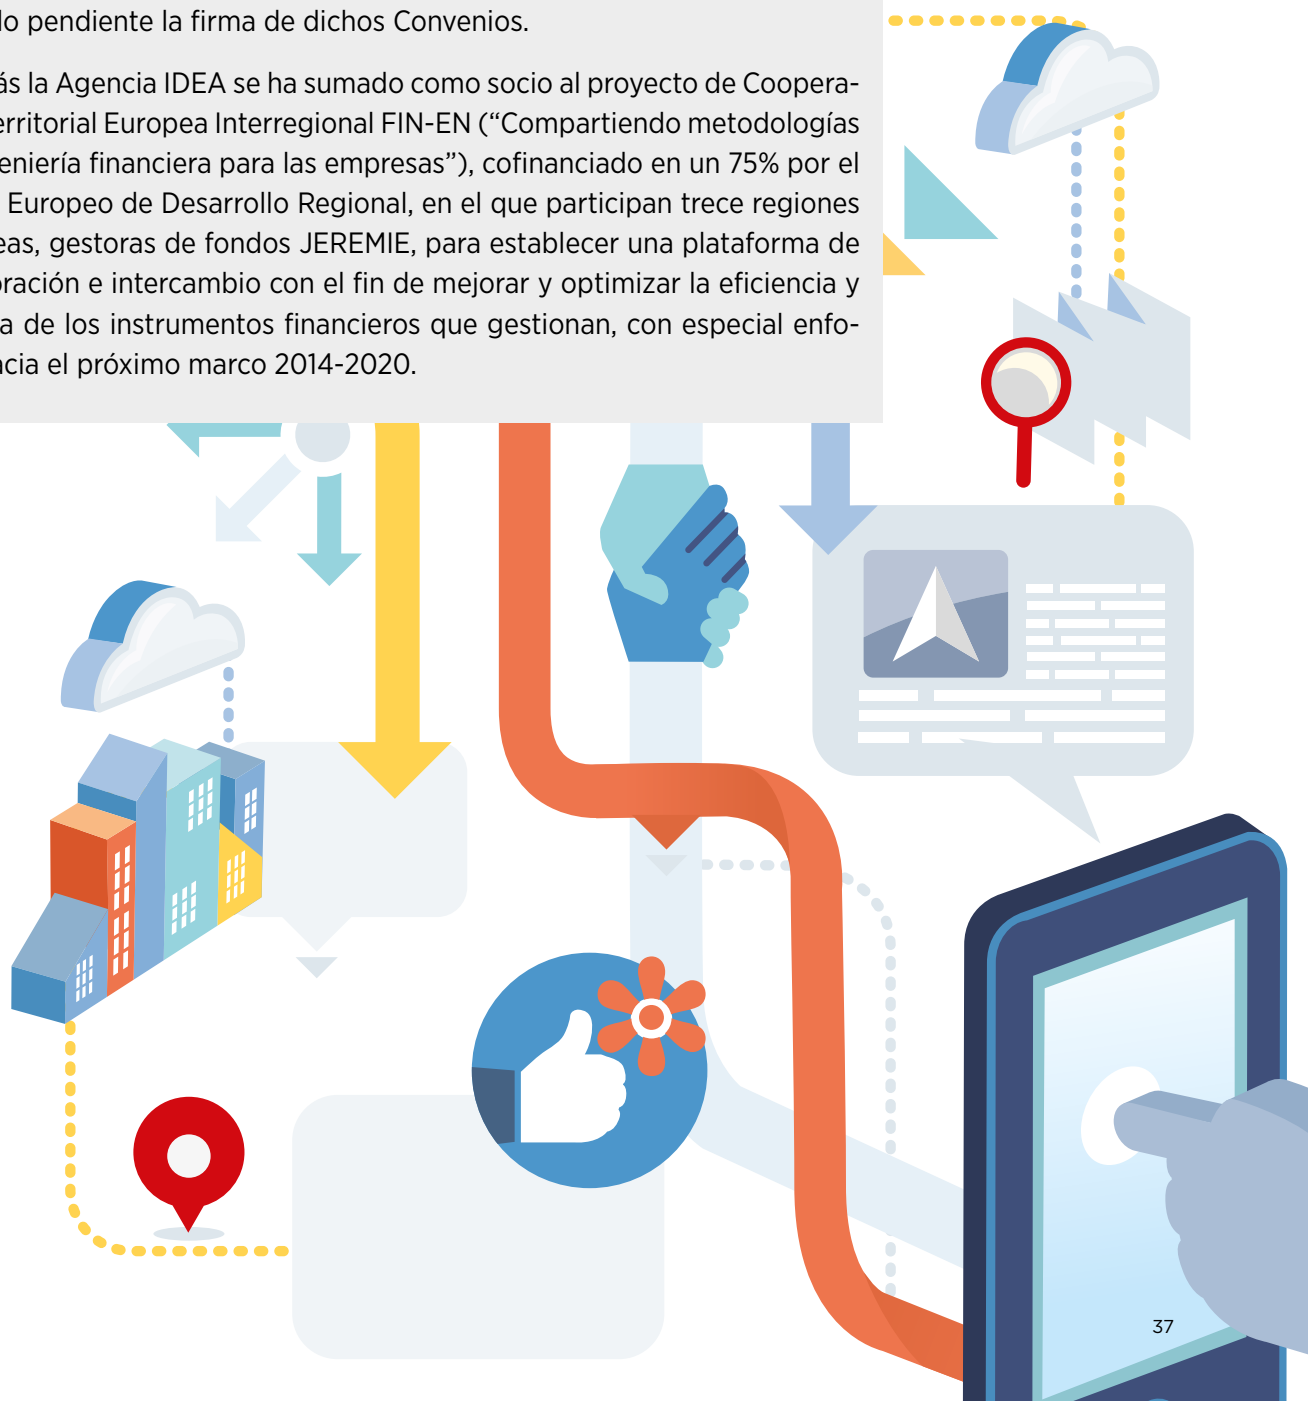 lo pendiente la firma de dichos Convenios.
ás la Agencia IDEA se ha sumado como socio al proyecto de Coopera-
erritorial Europea Interregional FIN-EN (“Compartiendo metodologías
geniería financiera para las empresas”), cofinanciado en un 75% por el
Europeo de Desarrollo Regional, en el que participan trece regiones
eas, gestoras de fondos JEREMIE, para establecer una plataforma de
oración e intercambio con el fin de mejorar y optimizar la eficiencia y
a de los instrumentos financieros que gestionan, con especial enfo-
acia el próximo marco 2014-2020.
37